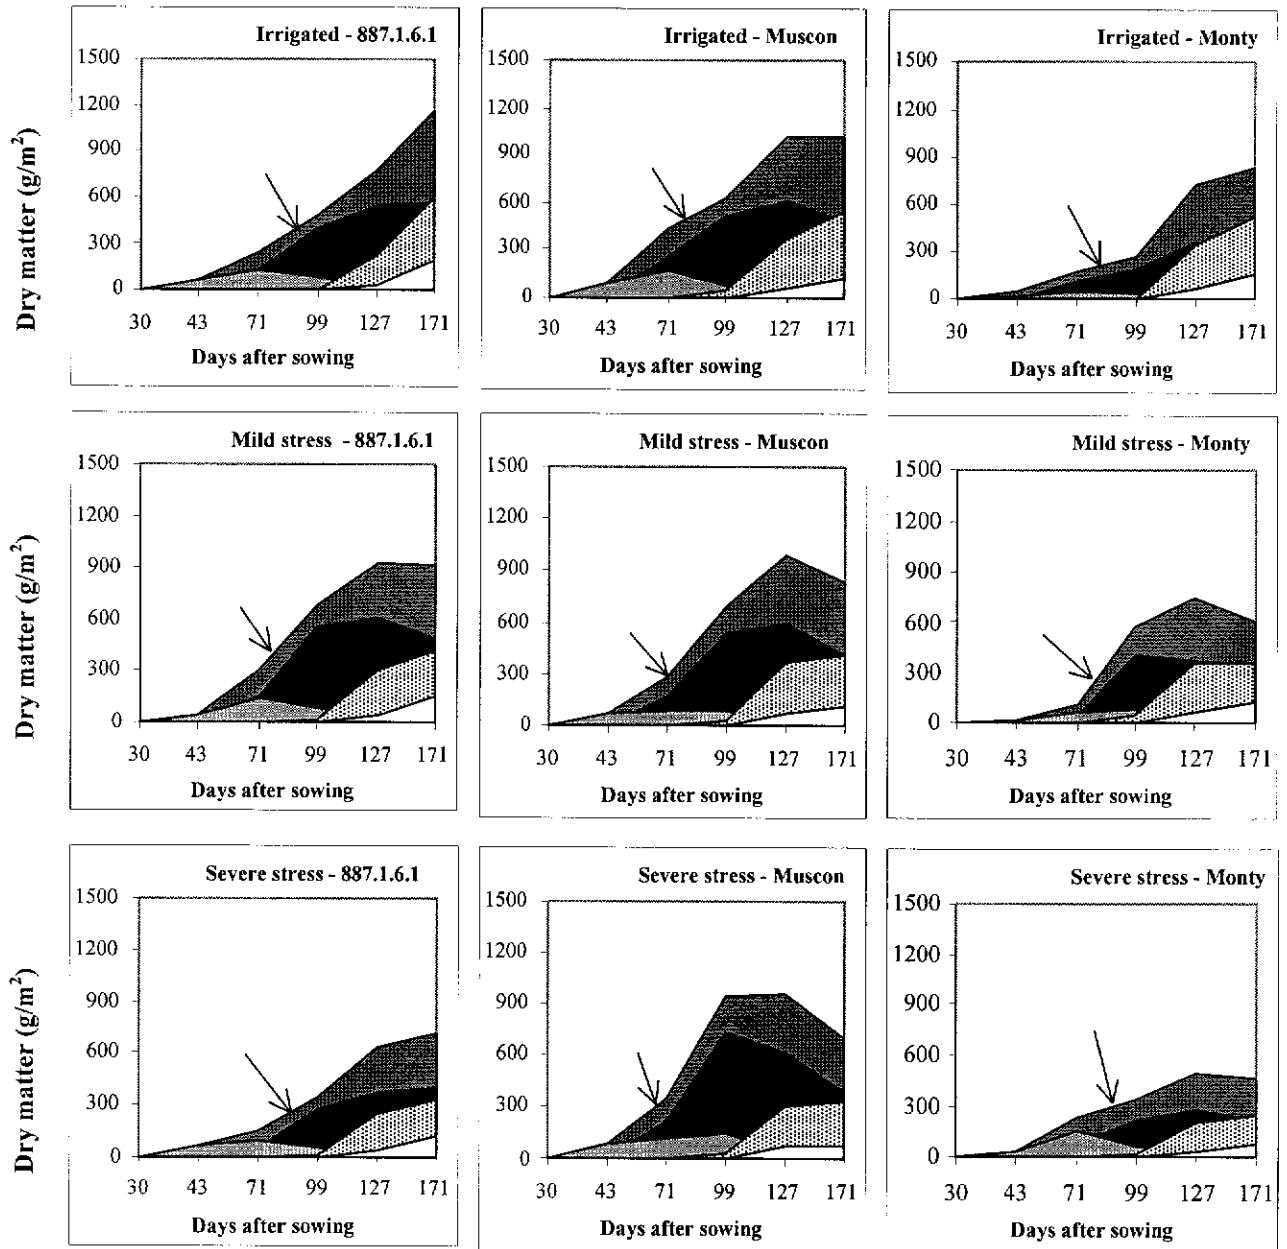 Irrigated - 887.1.6.1
1500
1200
900
600
300
0
30 43 71 99 127 171
Days after sowing
Dry matter (g/m²)
Irrigated - Muscon
1500
1200
900
600
300
0
30 43 71 99 127 171
Days after sowing
Irrigated - Monty
1500
1200
900
600
300
0
30 43 71 99 127 171
Days after sowing
Mild stress - 887.1.6.1
1500
1200
900
600
300
0
30 43 71 99 127 171
Days after sowing
Dry matter (g/m²)
Mild stress - Muscon
1500
1200
900
600
300
0
30 43 71 99 127 171
Days after sowing
Mild stress - Monty
1500
1200
900
600
300
0
30 43 71 99 127 171
Days after sowing
Severe stress - 887.1.6.1
1500
1200
900
600
300
0
30 43 71 99 127 171
Days after sowing
Dry matter (g/m²)
Severe stress - Muscon
1500
1200
900
600
300
0
30 43 71 99 127 171
Days after sowing
Severe stress - Monty
1500
1200
900
600
300
0
30 43 71 99 127 171
Days after sowing